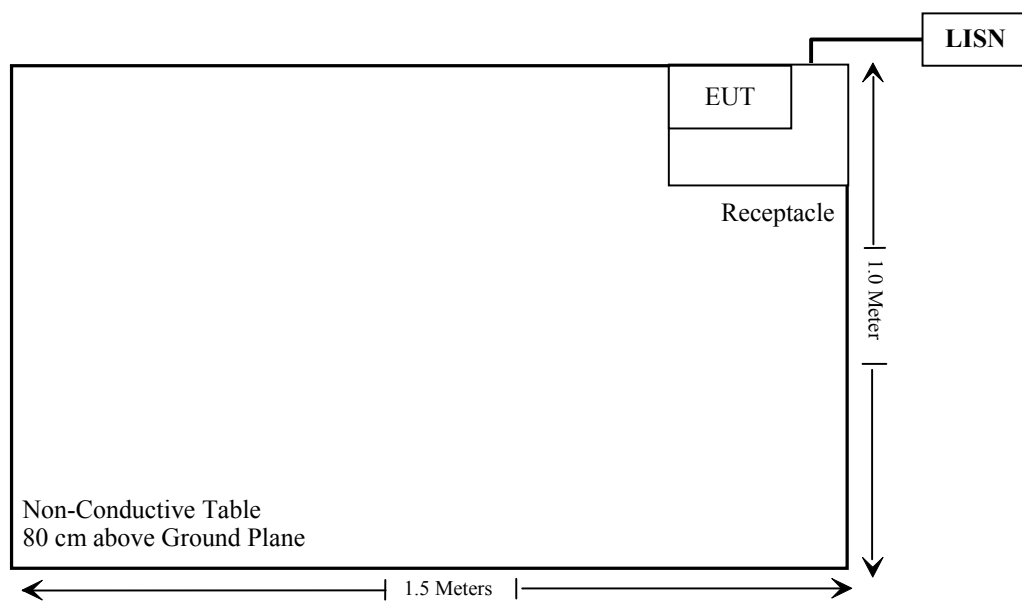 LISN
EUT
Receptacle
1.0 Meter
Non-Conductive Table
80 cm above Ground Plane
1.5 Meters